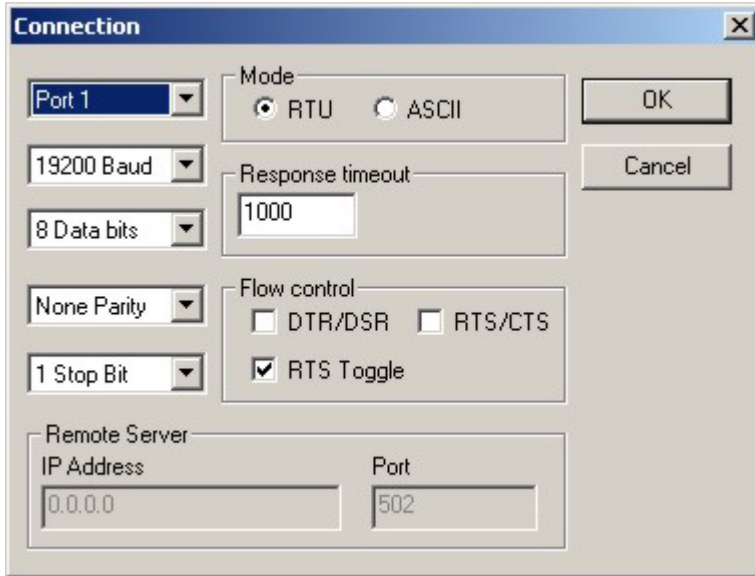 Connection
Port 1
19200 Baud
8 Data bits
None Parity
1 Stop Bit
Mode
RTU ASCII
Response timeout
1000
Flow control
DTR/DSR RTS/CTS
RTS Toggle
OK
Cancel
Remote Server
IP Address Port
0.0.0.0 502